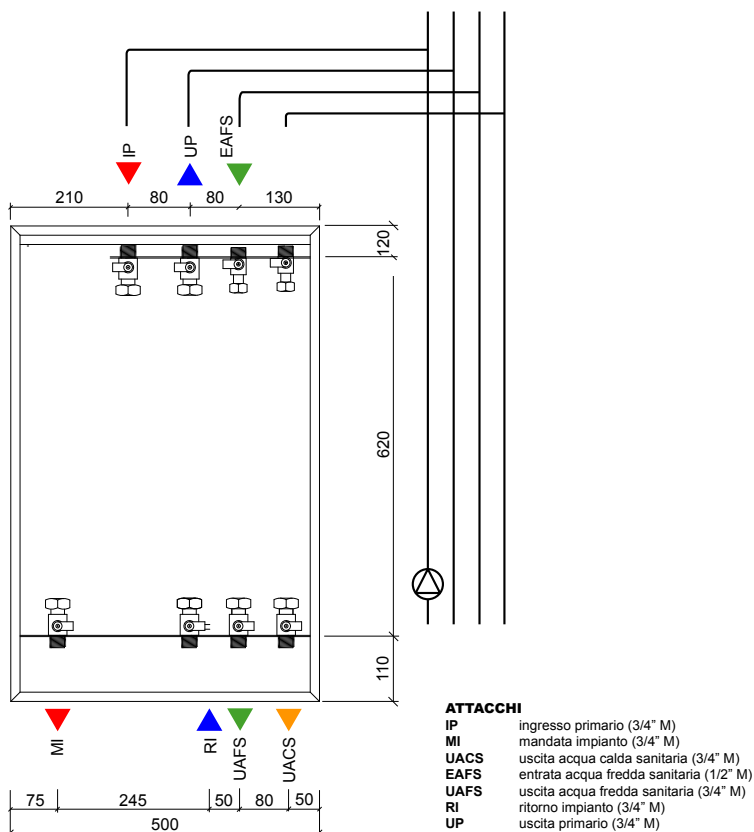 IP
UP
EAFS
210
80
80
130
120
620
110
MI
RI
UAFS
UACS
75
245
50
80
50
500
ATTACCHI
IP ingresso primario (3/4” M)
MI mandata impianto (3/4” M)
UACS uscita acqua calda sanitaria (3/4” M)
EAFS entrata acqua fredda sanitaria (1/2” M)
UAFS uscita acqua fredda sanitaria (3/4” M)
RI ritorno impianto (3/4” M)
UP uscita primario (3/4” M)